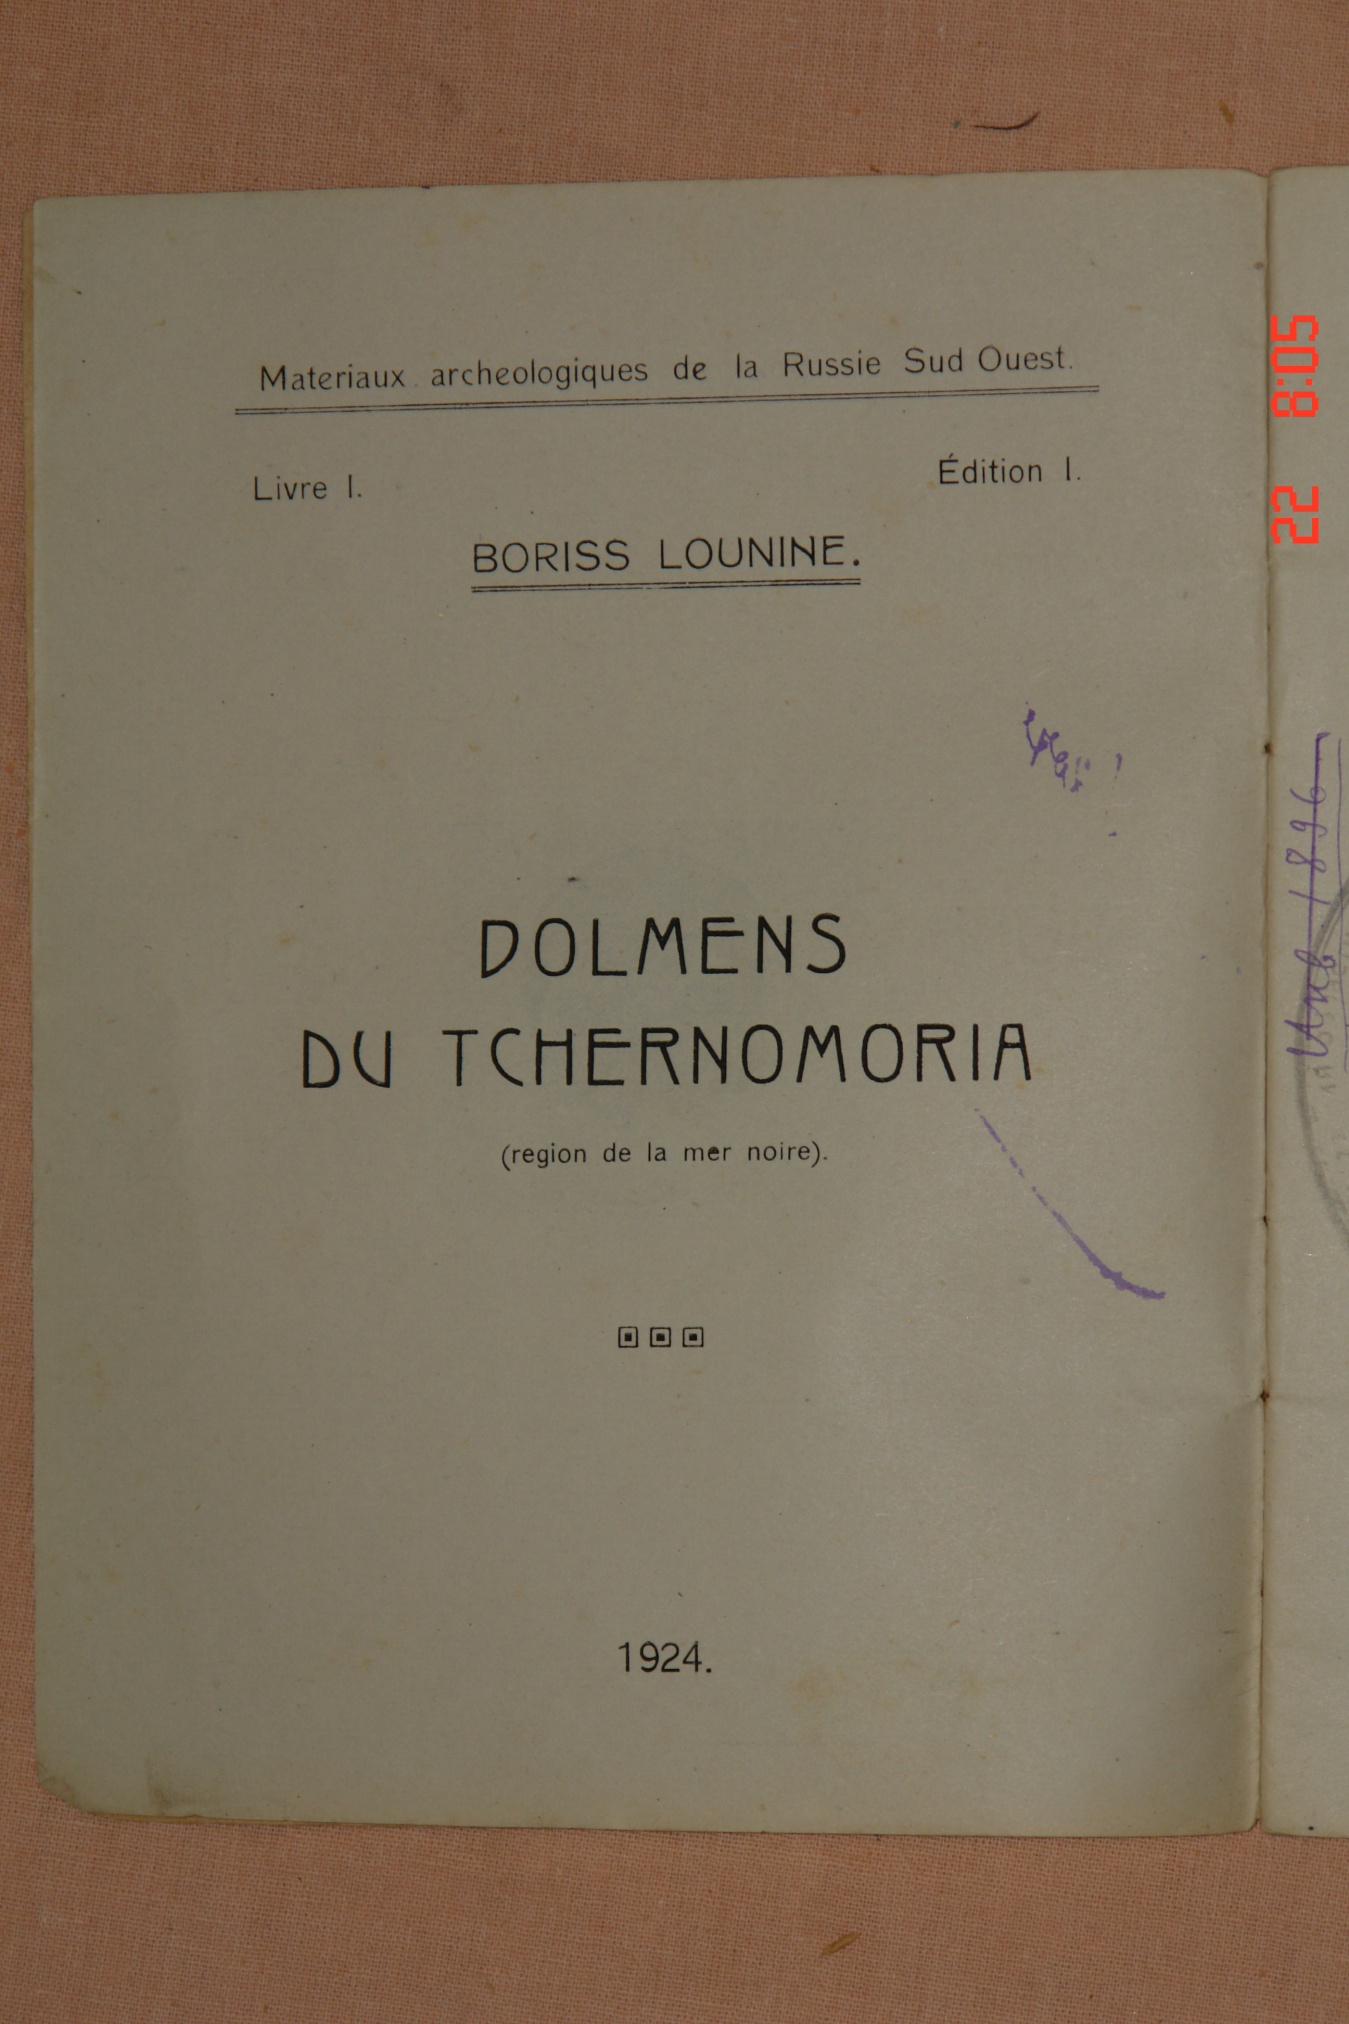 Materiaux archeologiques de la Russie Sud Ouest.
Livre I.
Édition I.
BORISS LOUNINE.
DOLMENS
DU TCHERNOMORIA
(region de la mer noire).
1924.
22 8:05
1896